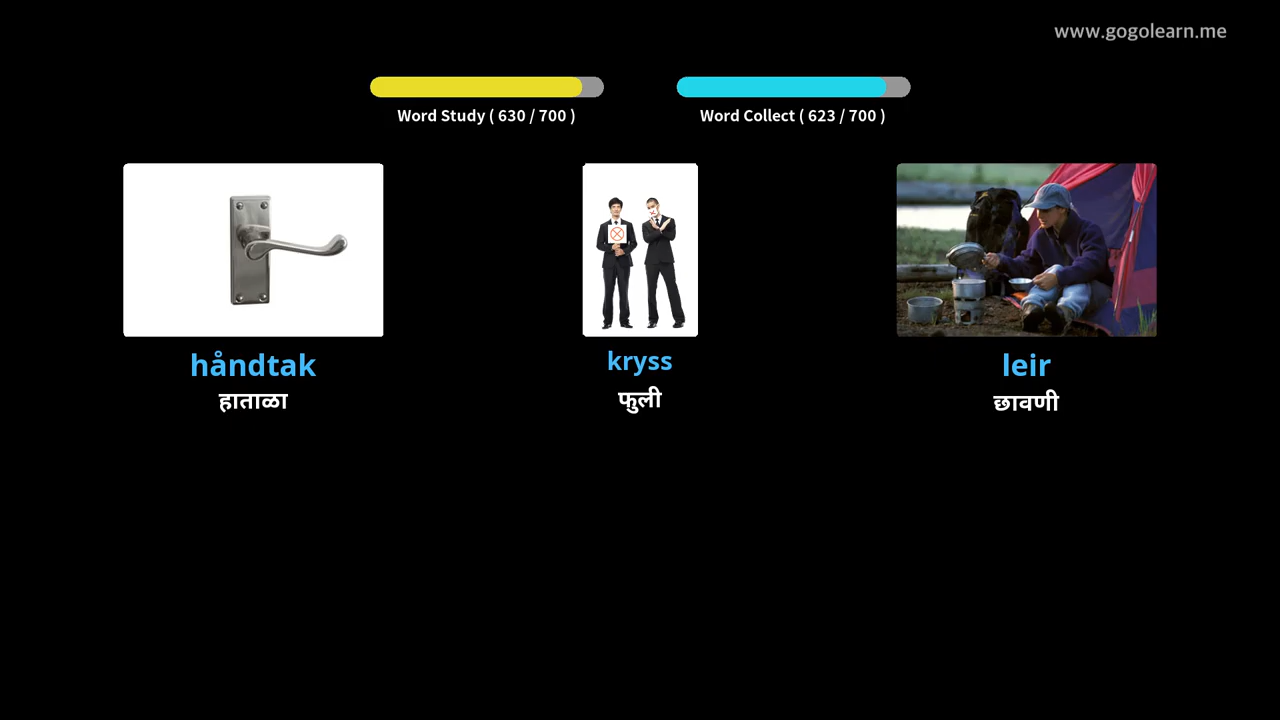 www.gogolearn.me
Word Study ( 630 / 700 )
Word Collect ( 623 / 700 )
håndtak
kryss
leir
हाताळा
फुली
छावणी